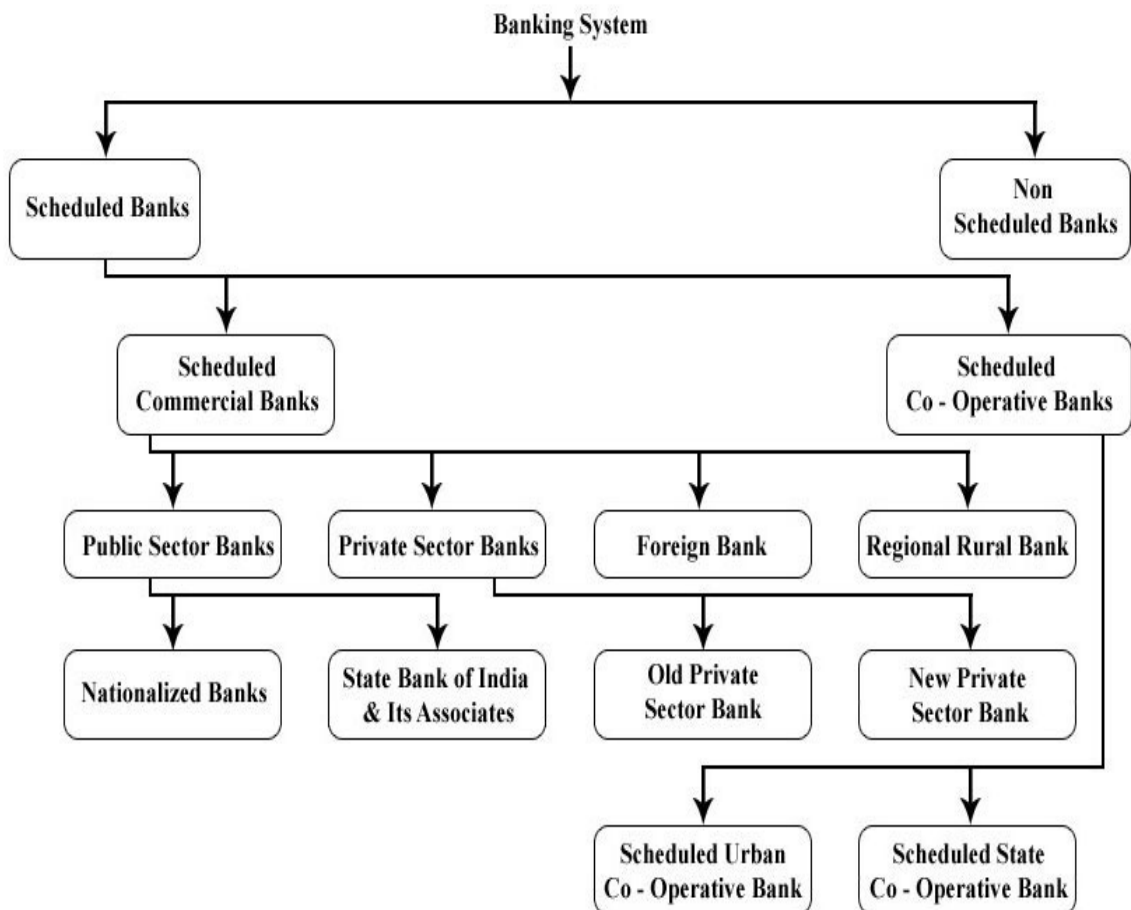 Banking System
Scheduled Banks
Non
Scheduled Banks
Scheduled
Commercial Banks
Scheduled
Co - Operative Banks
Public Sector Banks
Private Sector Banks
Foreign Bank
Regional Rural Bank
Nationalized Banks
State Bank of India
& Its Associates
Old Private
Sector Bank
New Private
Sector Bank
Scheduled Urban
Co - Operative Bank
Scheduled State
Co - Operative Bank